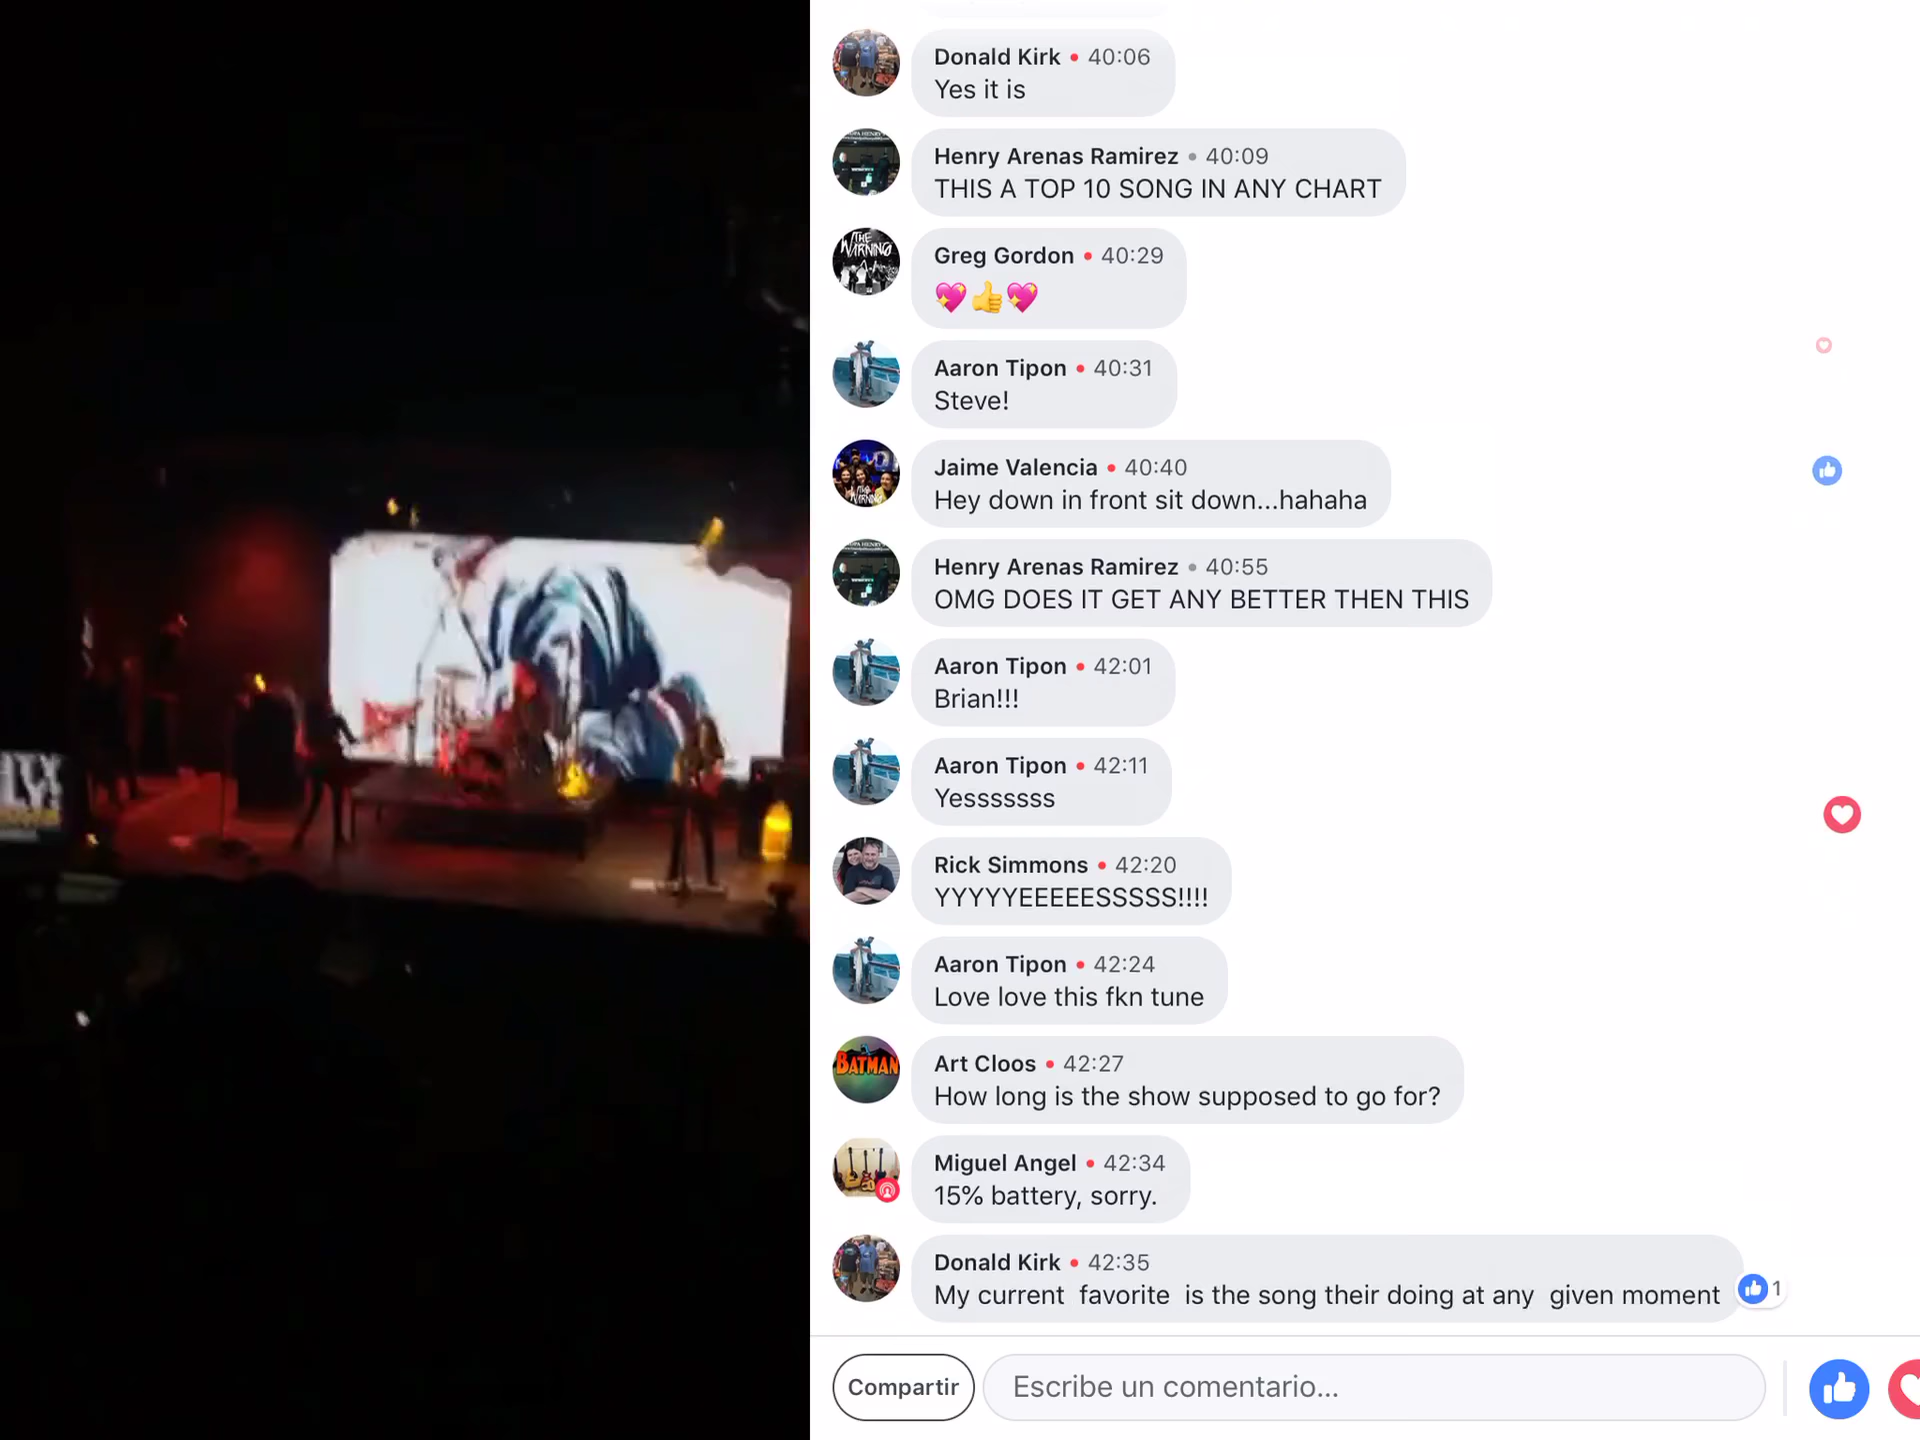 Donald Kirk • 40:06
Yes it is
Henry Arenas Ramirez • 40:09
THIS A TOP 10 SONG IN ANY CHART
THE
WARNING
Greg Gordon • 40:29
💖👍💖
Aaron Tipon • 40:31
Steve!
Jaime Valencia • 40:40
Hey down in front sit down...hahaha
Henry Arenas Ramirez • 40:55
OMG DOES IT GET ANY BETTER THEN THIS
Aaron Tipon • 42:01
Brian!!!
Aaron Tipon • 42:11
Yesssssss
Rick Simmons • 42:20
YYYYYEEEEESSSSS!!!!
Aaron Tipon • 42:24
Love love this fkn tune
BATMAN
Art Cloos • 42:27
How long is the show supposed to go for?
Miguel Angel • 42:34
15% battery, sorry.
Donald Kirk • 42:35
My current favorite is the song their doing at any given moment
1
Compartir
Escribe un comentario...